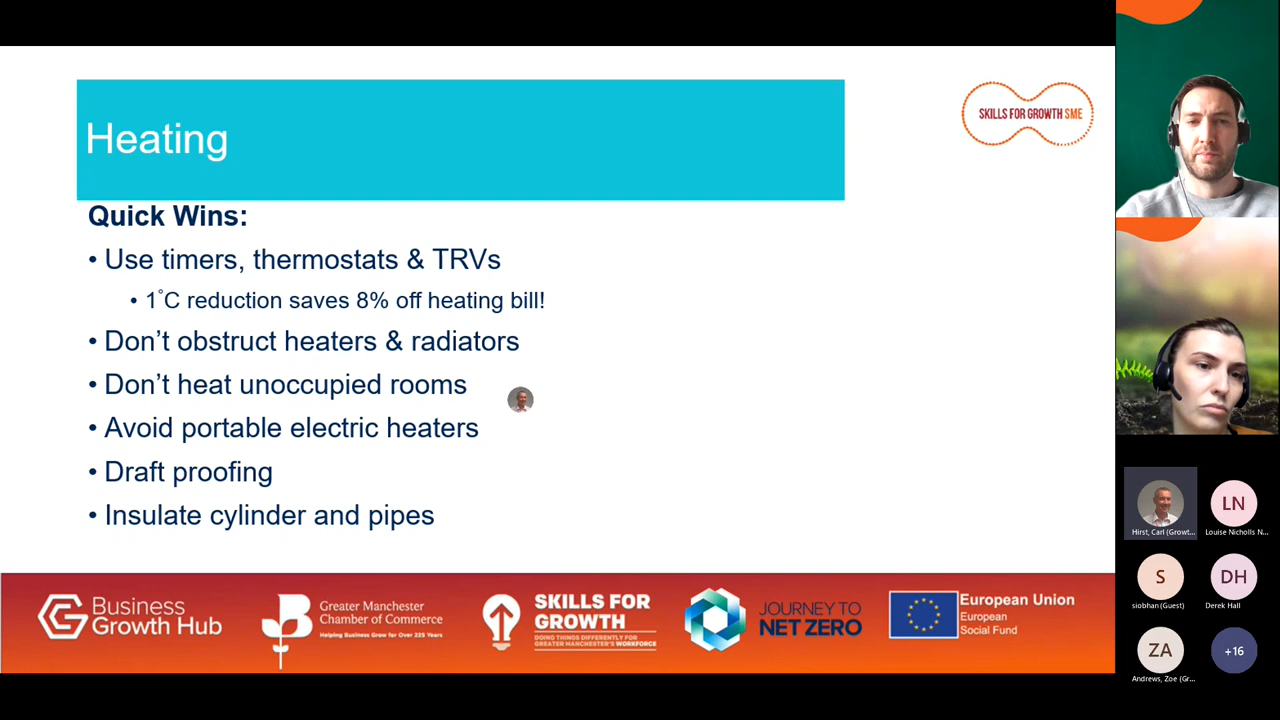 Heating
SKILLS FOR GROWTH SME
Quick Wins:
• Use timers, thermostats & TRVs
• 1°C reduction saves 8% off heating bill!
• Don’t obstruct heaters & radiators
• Don’t heat unoccupied rooms
• Avoid portable electric heaters
• Draft proofing
• Insulate cylinder and pipes
Business
Growth Hub
Greater Manchester
Chamber of Commerce
Helping Business Grow for Over 225 Years
SKILLS FOR
GROWTH
DOING THINGS DIFFERENTLY FOR
GREATER MANCHESTER'S WORKFORCE
JOURNEY TO
NET ZERO
European Union
European
Social Fund
Hirst, Carl (Growt...
LN
Louise Nicholls N...
S
siobhan (Guest)
DH
Derek Hall
ZA
Andrews, Zoe (Gr...
+16